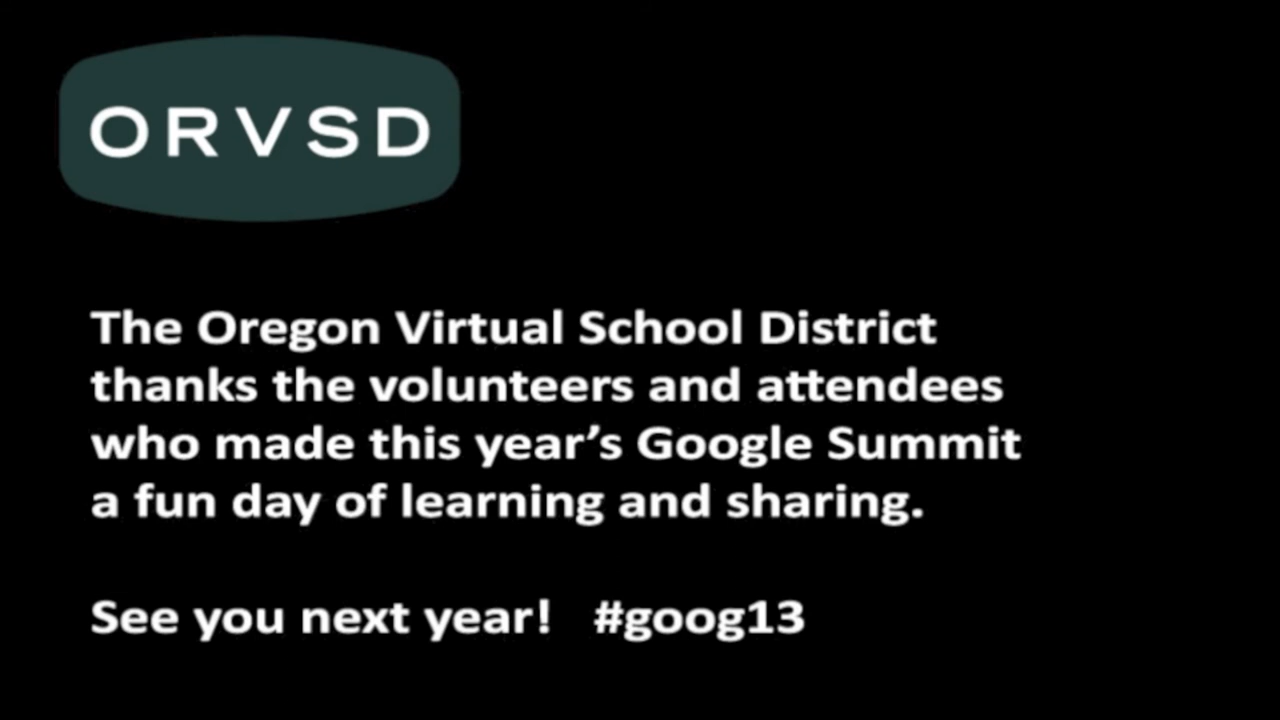 ORVSD
The Oregon Virtual School District
thanks the volunteers and attendees
who made this year’s Google Summit
a fun day of learning and sharing.
See you next year! #goog13